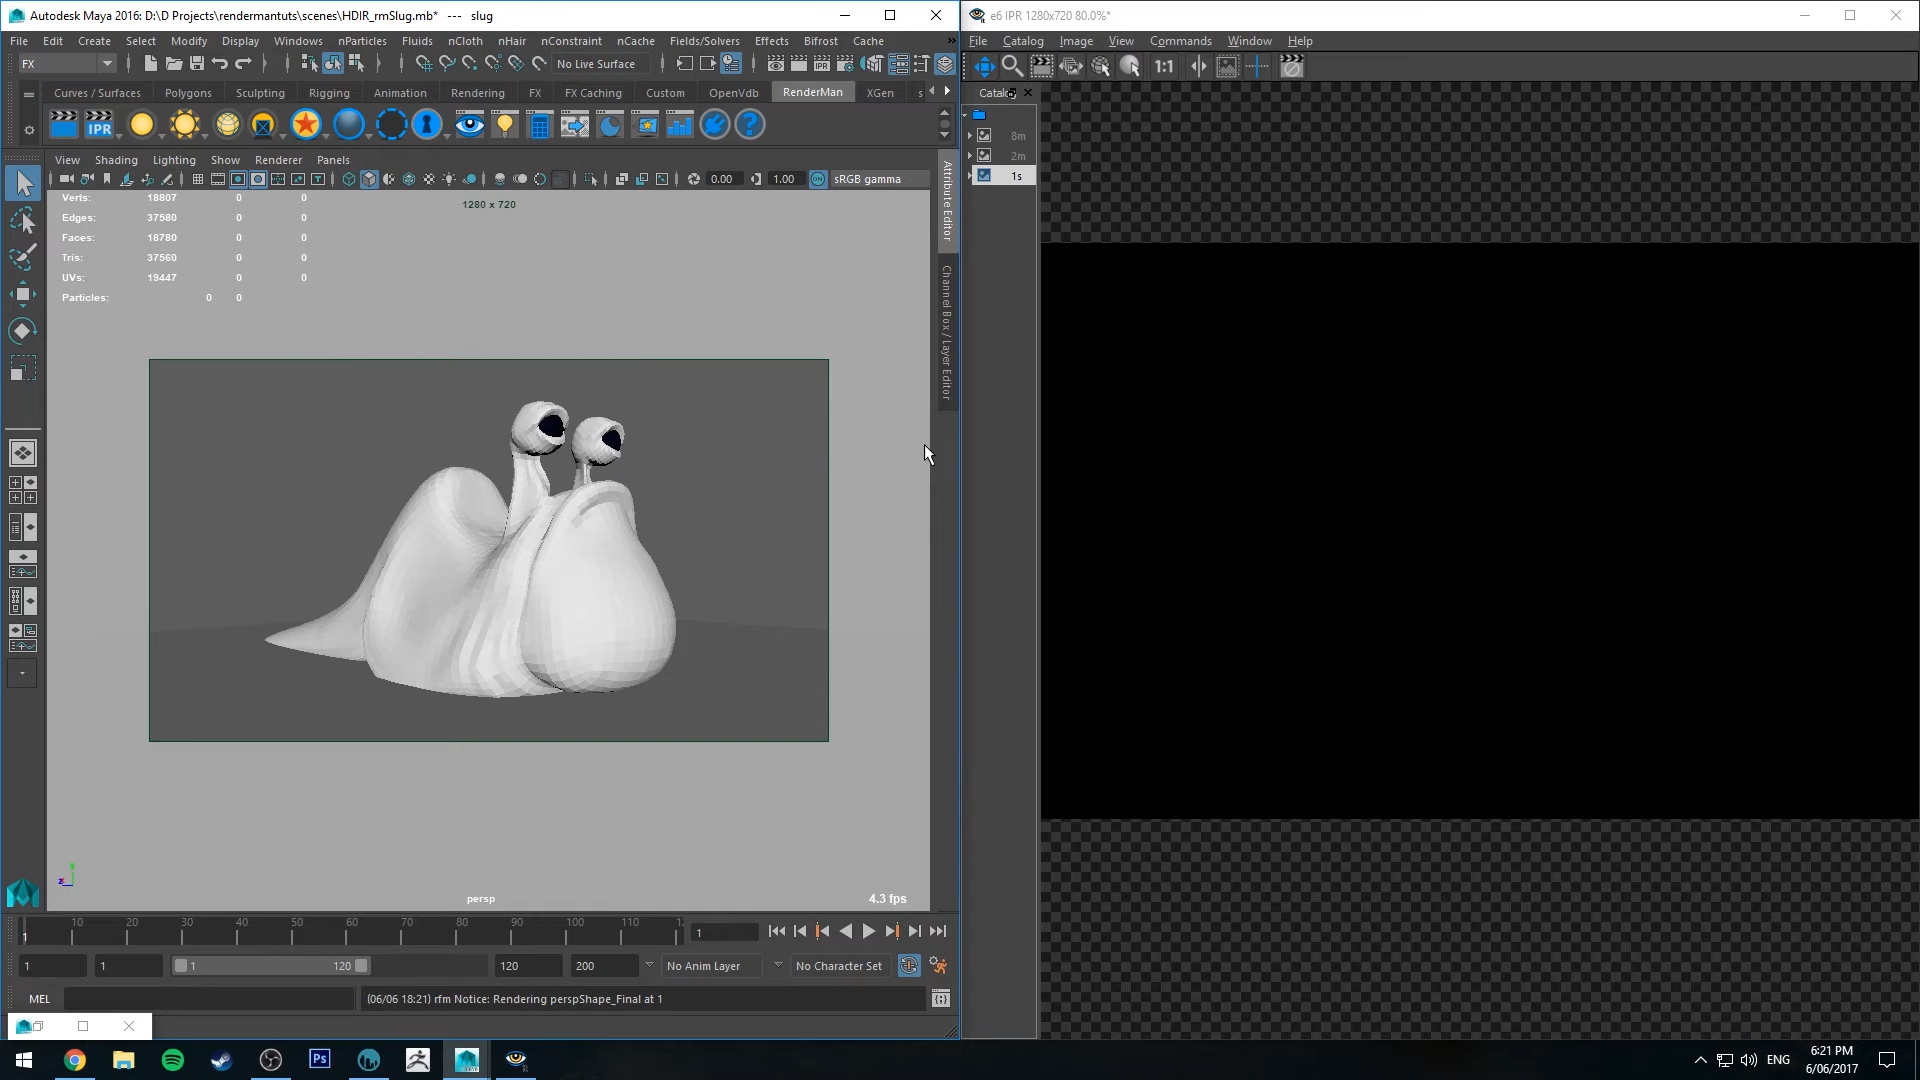 Autodesk Maya 2016: D:\D Projects\rendermantuts\scenes\HDIR_rmSlug.mb*   ---   slug
e6 IPR 1280x720 80.0%*
File Edit Create Select Modify Display Windows nParticles Fluids nCloth nHair nConstraint nCache Fields/Solvers Effects Bifrost Cache
File Catalog Image View Commands Window Help
FX No Live Surface IPR
1:1
Curves / Surfaces Polygons Sculpting Rigging Animation Rendering FX FX Caching Custom OpenVdb RenderMan XGen s
IPR
View Shading Lighting Show Renderer Panels
0.00 1.00 ON sRGB gamma
Verts: 18807 0 0
Edges: 37580 0 0
Faces: 18780 0 0
Tris: 37560 0 0
UVs: 19447 0 0
Particles: 0 0
1280 x 720
Attribute Editor
Channel Box / Layer Editor
8m
2m
1s
persp
4.3 fps
10 20 30 40 50 60 70 80 90 100 110
1
1
1 1 1 120 120 200 No Anim Layer No Character Set
MEL (06/06 18:21) rfm Notice: Rendering perspShape_Final at 1
Ps
ENG
6:21 PM
6/06/2017